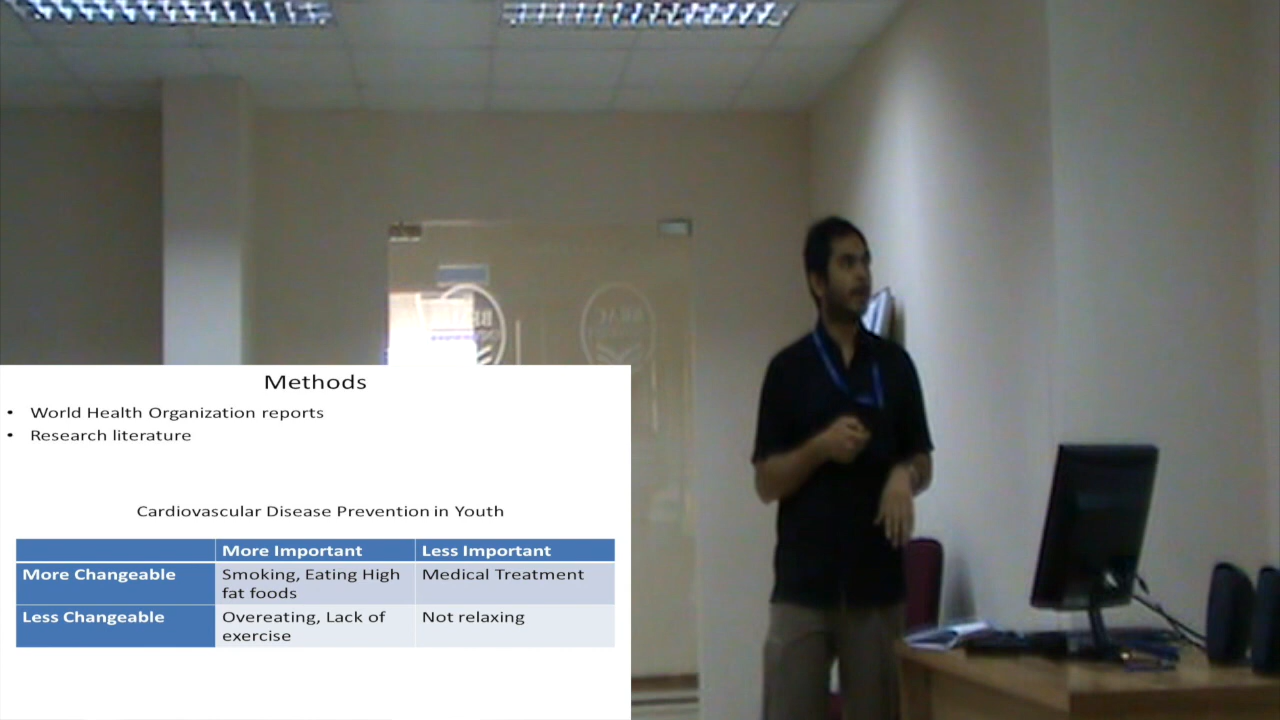 BRAC
Methods
• World Health Organization reports
• Research literature
Cardiovascular Disease Prevention in Youth
More Important Less Important
More Changeable Smoking, Eating High Medical Treatment
fat foods
Less Changeable Overeating, Lack of Not relaxing
exercise